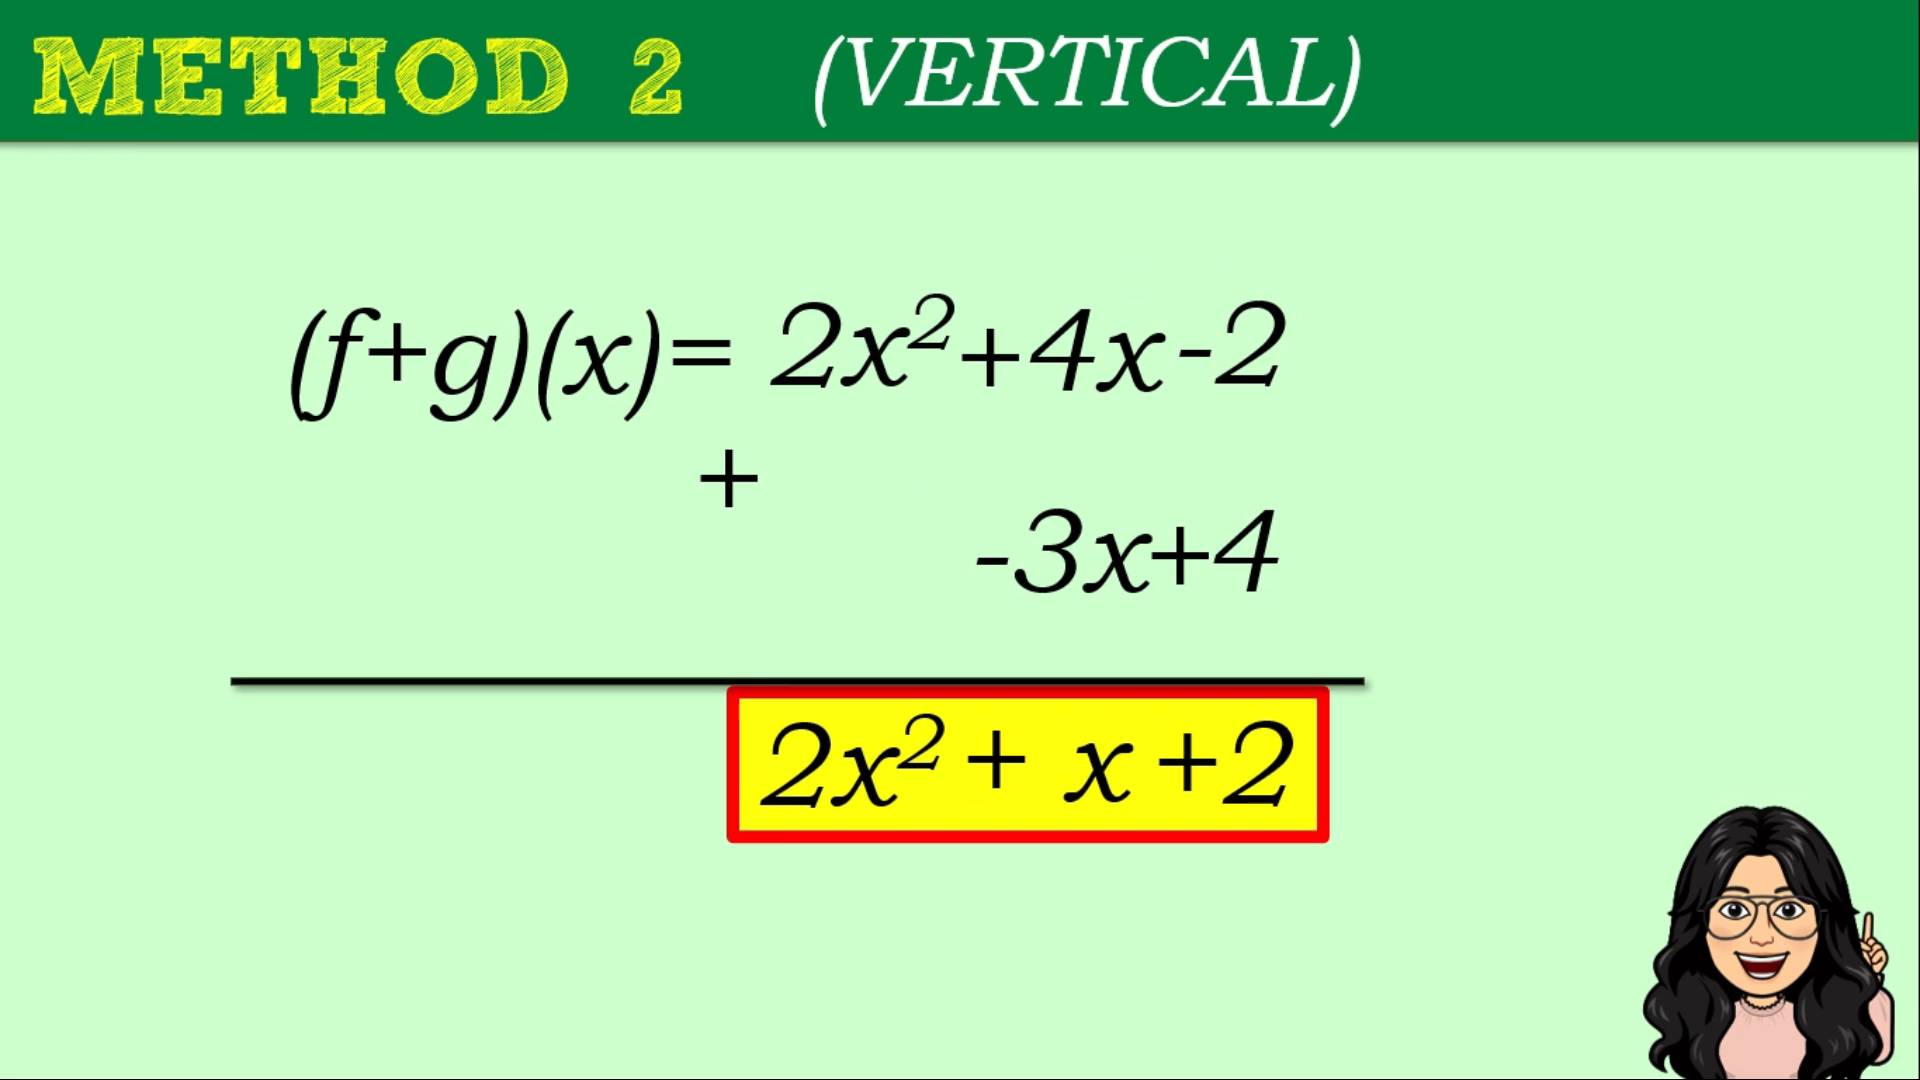 METHOD 2 (VERTICAL)
(f+g)(x)= 2x²+4x-2
+
-3x+4
2x² + x +2